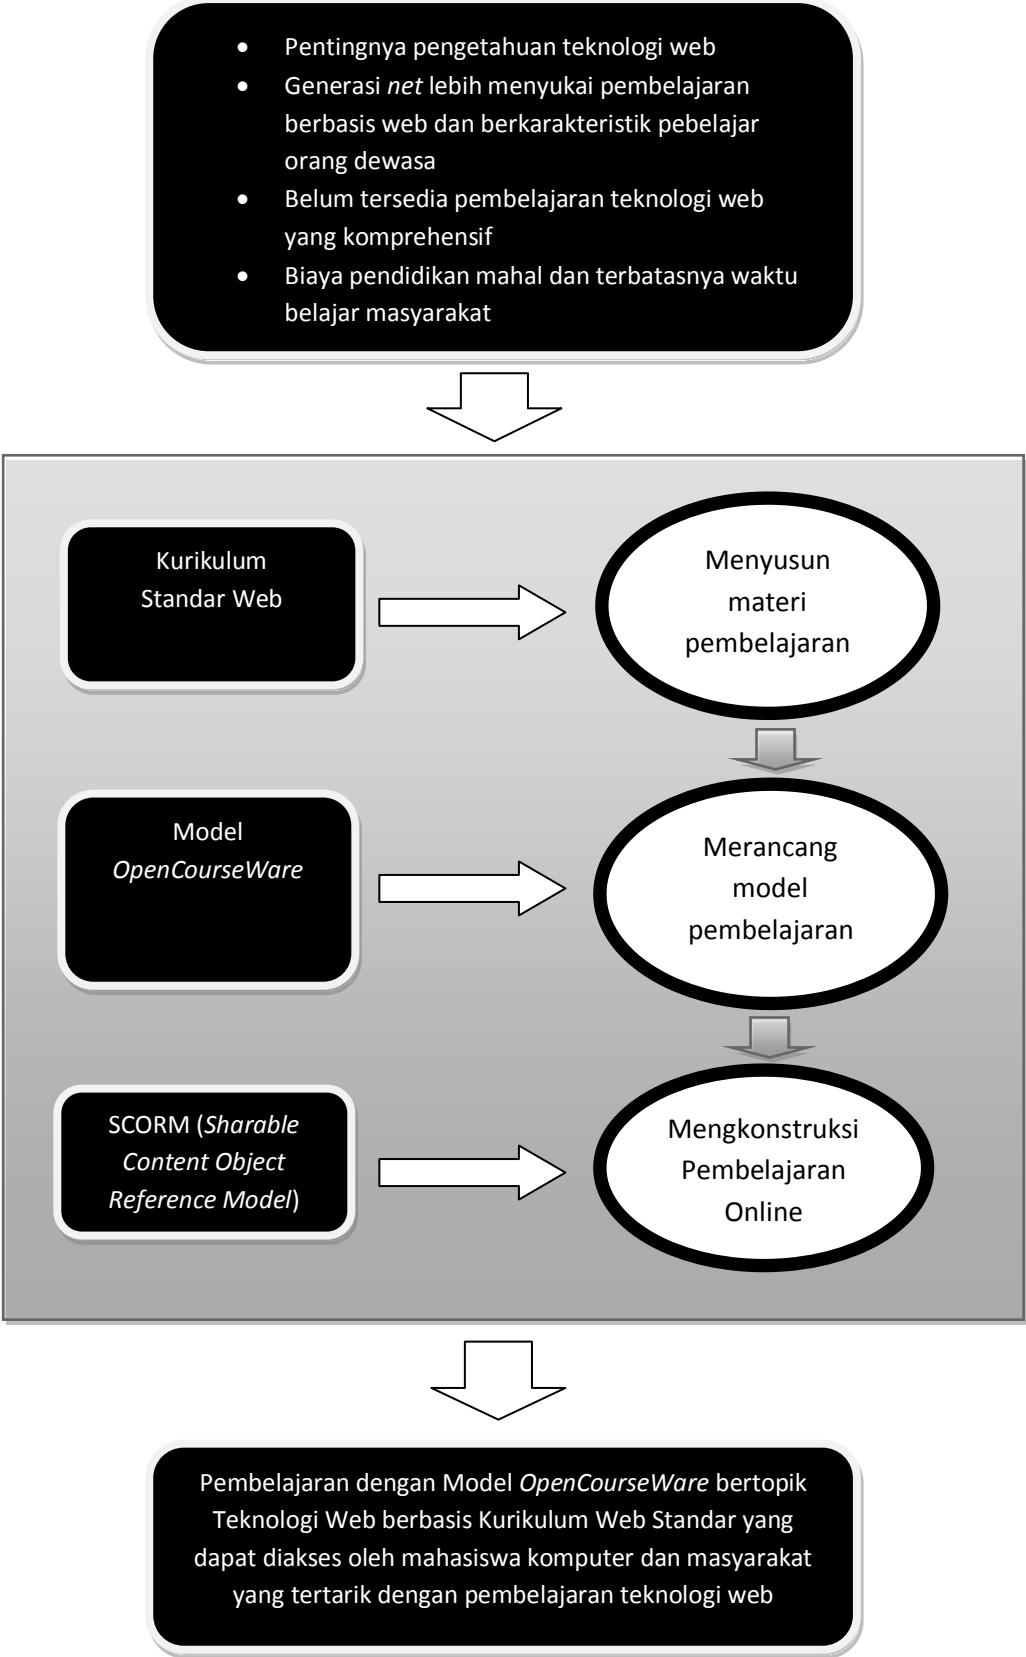 • Pentingnya pengetahuan teknologi web
• Generasi net lebih menyukai pembelajaran
berbasis web dan berkarakteristik pebelajar
orang dewasa
• Belum tersedia pembelajaran teknologi web
yang komprehensif
• Biaya pendidikan mahal dan terbatasnya waktu
belajar masyarakat
Kurikulum
Standar Web
Menyusun
materi
pembelajaran
Model
OpenCourseWare
Merancang
model
pembelajaran
SCORM (Sharable
Content Object
Reference Model)
Mengkonstruksi
Pembelajaran
Online
Pembelajaran dengan Model OpenCourseWare bertopik
Teknologi Web berbasis Kurikulum Web Standar yang
dapat diakses oleh mahasiswa komputer dan masyarakat
yang tertarik dengan pembelajaran teknologi web